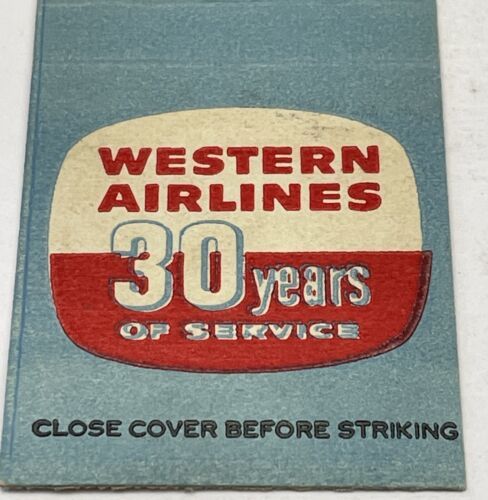 WESTERN
AIRLINES
30 years
OF SERVICE
CLOSE COVER BEFORE STRIKING